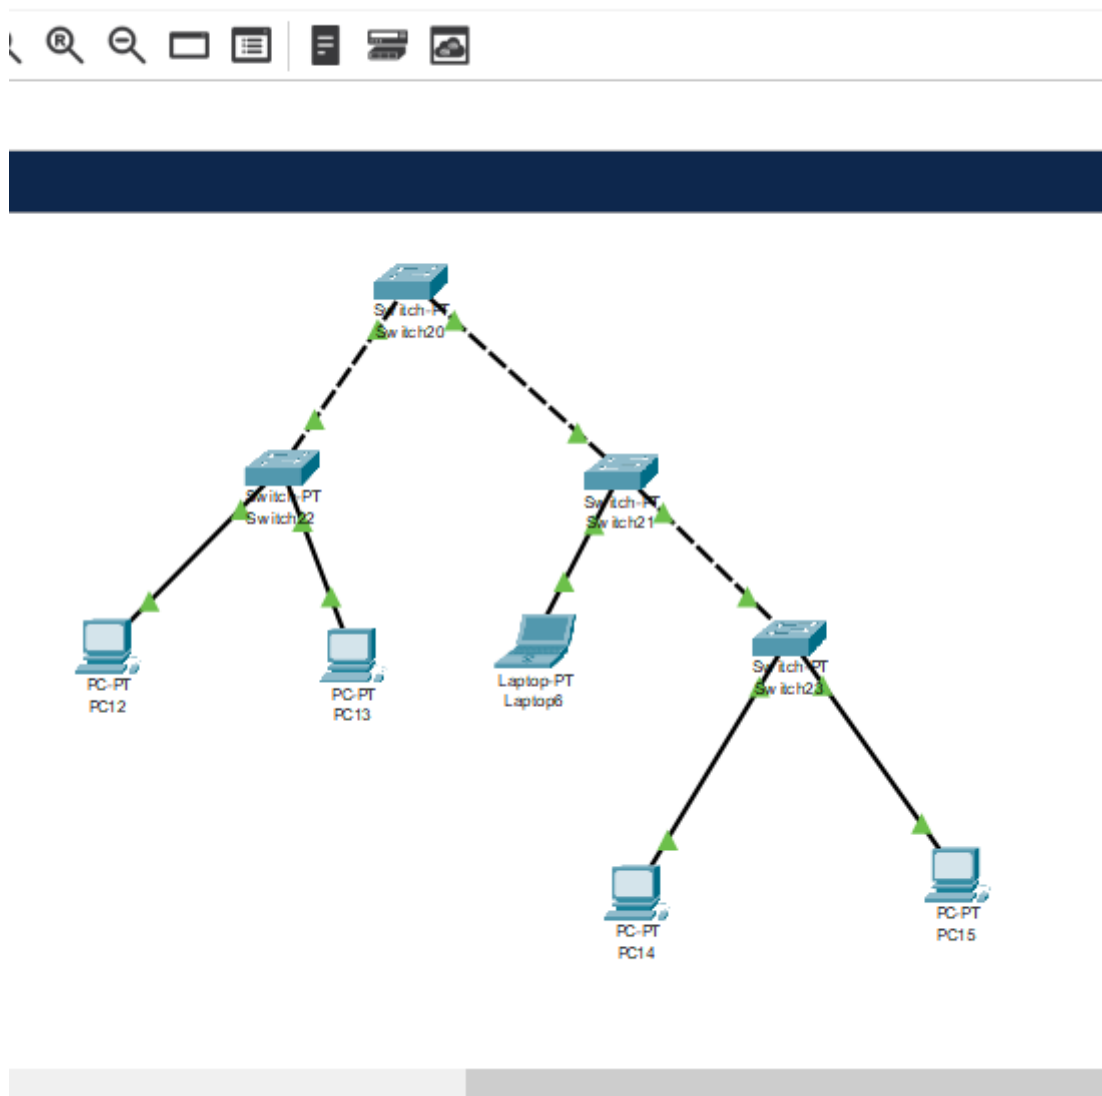 Switch-PT
Switch20
Switch-PT
Switch22
Switch-PT
Switch21
PC-PT
PC12
PC-PT
PC13
Laptop-PT
Laptop6
Switch-PT
Switch23
PC-PT
PC14
PC-PT
PC15